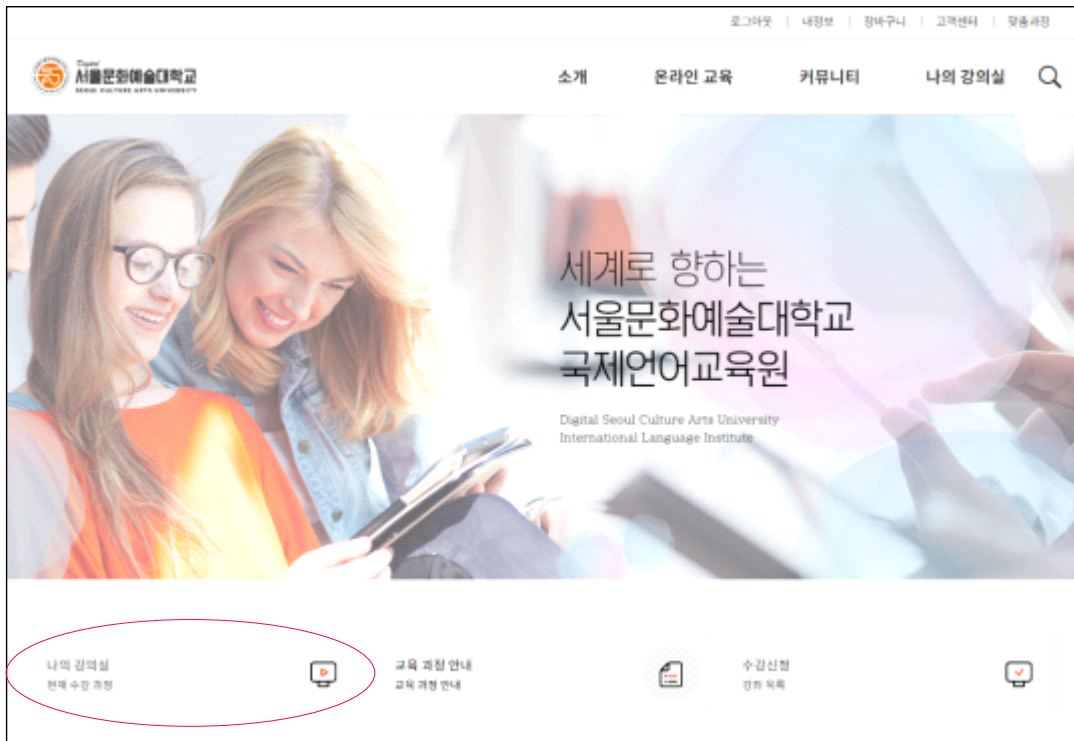 로그아웃 | 내정보 | 장바구니 | 고객센터 | 맞춤과정
Digital
서울문화예술대학교
SEOUL CULTURE ARTS UNIVERSITY
소개 온라인 교육 커뮤니티 나의 강의실
세계로 향하는
서울문화예술대학교
국제언어교육원
Digital Seoul Culture Arts University
International Language Institute
나의 강의실
현재 수강 과정
교육 과정 안내
교육 과정 안내
수강신청
강좌 목록